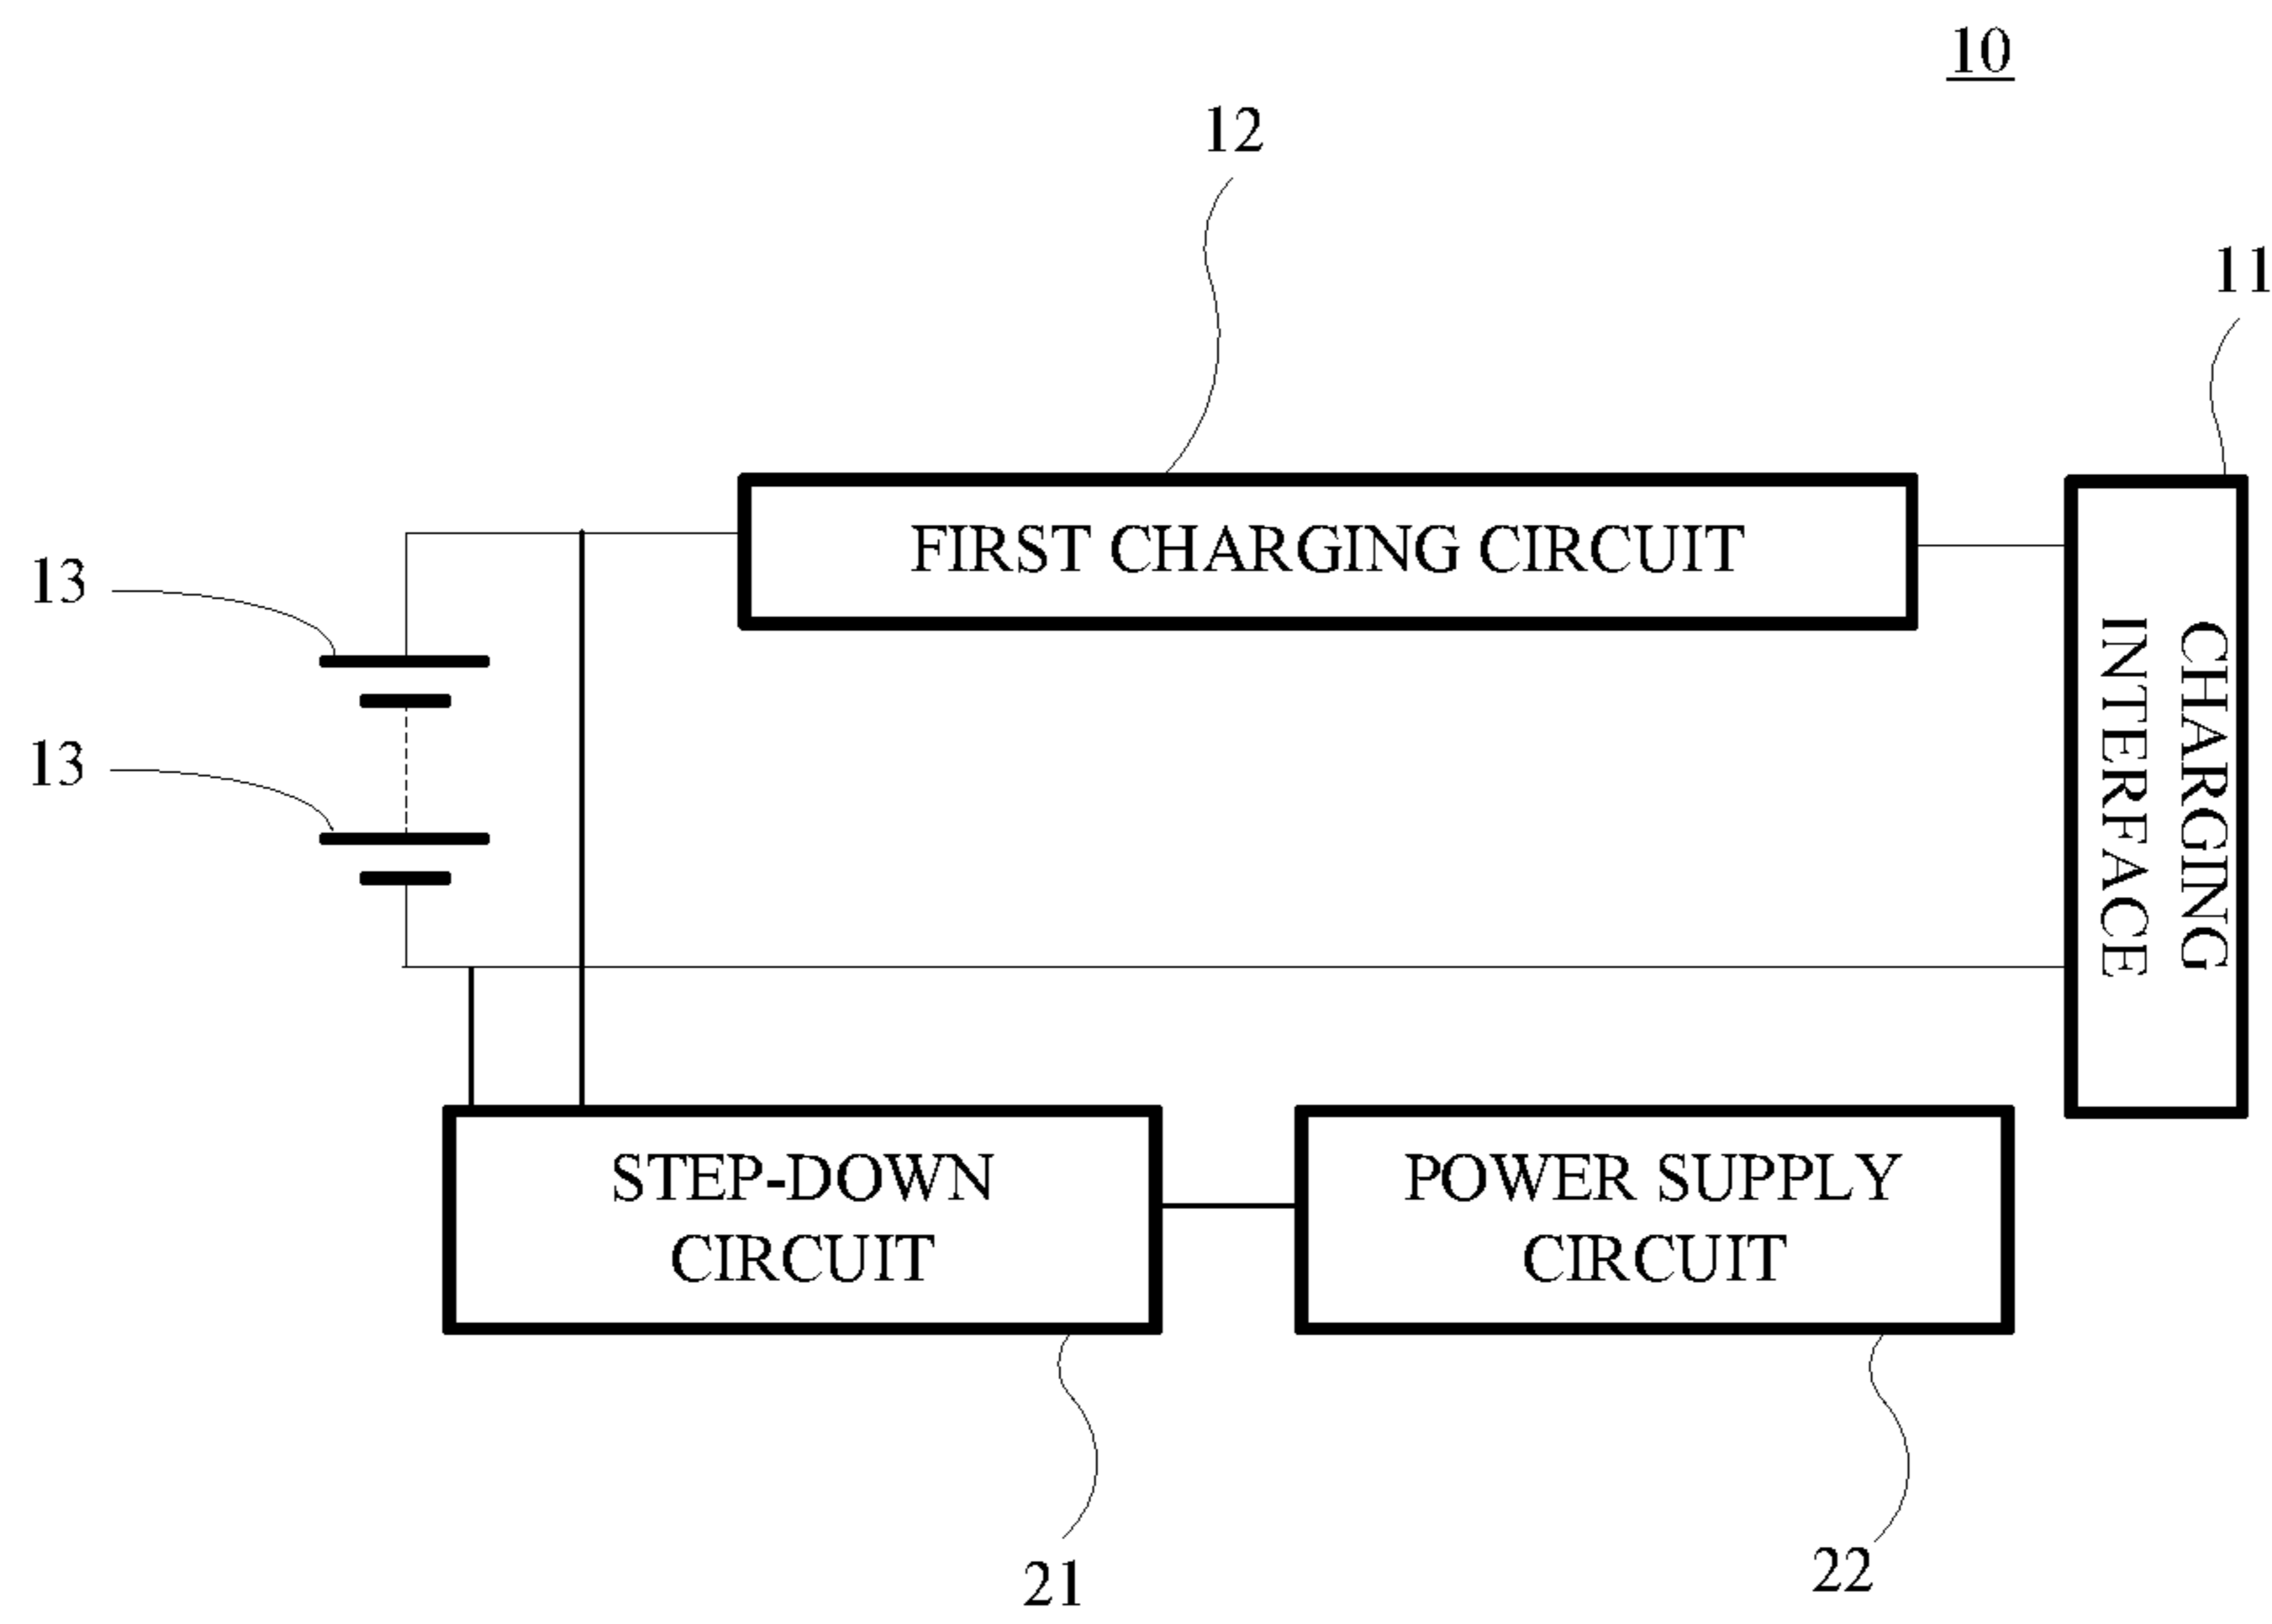 10
12
11
FIRST CHARGING CIRCUIT
13
13
CHARGING
INTERFACE
STEP-DOWN
CIRCUIT
POWER SUPPLY
CIRCUIT
21
22